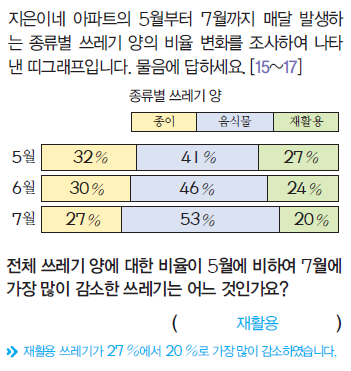 지은이네 아파트의 5월부터 7월까지 매달 발생하
는 종류별 쓰레기 양의 비율 변화를 조사하여 나타
낸 띠그래프입니다. 물음에 답하세요. [15~17]
종류별 쓰레기 양
종이 음식물 재활용
5월 32% 41% 27%
6월 30% 46% 24%
7월 27% 53% 20%
전체 쓰레기 양에 대한 비율이 5월에 비하여 7월에
가장 많이 감소한 쓰레기는 어느 것인가요?
( 재활용 )
재활용 쓰레기가 27%에서 20%로 가장 많이 감소하였습니다.